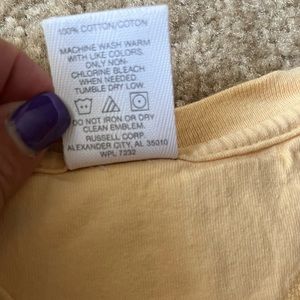 100% COTTON/COTON
MACHINE WASH WARM
WITH LIKE COLORS.
ONLY NON-
CHLORINE BLEACH
WHEN NEEDED
TUMBLE DRY LOW.
DO NOT IRON OR DRY
CLEAN EMBLEM.
RUSSELL CORP.
ALEXANDER CITY, AL 35010
WPL 7232